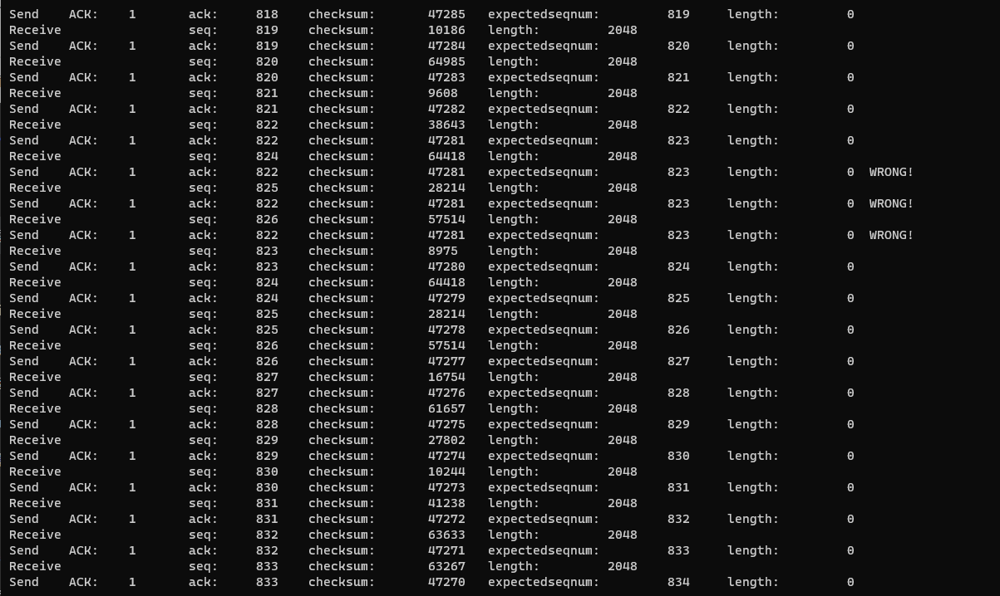 Send ACK: 1 ack: 818 checksum: 47285 expectedseqnum: 819 length: 0
Receive seq: 819 checksum: 10186 length: 2048
Send ACK: 1 ack: 819 checksum: 47284 expectedseqnum: 820 length: 0
Receive seq: 820 checksum: 64985 length: 2048
Send ACK: 1 ack: 820 checksum: 47283 expectedseqnum: 821 length: 0
Receive seq: 821 checksum: 9608 length: 2048
Send ACK: 1 ack: 821 checksum: 47282 expectedseqnum: 822 length: 0
Receive seq: 822 checksum: 38643 length: 2048
Send ACK: 1 ack: 822 checksum: 47281 expectedseqnum: 823 length: 0
Receive seq: 824 checksum: 64418 length: 2048
Send ACK: 1 ack: 822 checksum: 47281 expectedseqnum: 823 length: 0 WRONG!
Receive seq: 825 checksum: 28214 length: 2048
Send ACK: 1 ack: 822 checksum: 47281 expectedseqnum: 823 length: 0 WRONG!
Receive seq: 826 checksum: 57514 length: 2048
Send ACK: 1 ack: 822 checksum: 47281 expectedseqnum: 823 length: 0 WRONG!
Receive seq: 823 checksum: 8975 length: 2048
Send ACK: 1 ack: 823 checksum: 47280 expectedseqnum: 824 length: 0
Receive seq: 824 checksum: 64418 length: 2048
Send ACK: 1 ack: 824 checksum: 47279 expectedseqnum: 825 length: 0
Receive seq: 825 checksum: 28214 length: 2048
Send ACK: 1 ack: 825 checksum: 47278 expectedseqnum: 826 length: 0
Receive seq: 826 checksum: 57514 length: 2048
Send ACK: 1 ack: 826 checksum: 47277 expectedseqnum: 827 length: 0
Receive seq: 827 checksum: 16754 length: 2048
Send ACK: 1 ack: 827 checksum: 47276 expectedseqnum: 828 length: 0
Receive seq: 828 checksum: 61657 length: 2048
Send ACK: 1 ack: 828 checksum: 47275 expectedseqnum: 829 length: 0
Receive seq: 829 checksum: 27802 length: 2048
Send ACK: 1 ack: 829 checksum: 47274 expectedseqnum: 830 length: 0
Receive seq: 830 checksum: 10244 length: 2048
Send ACK: 1 ack: 830 checksum: 47273 expectedseqnum: 831 length: 0
Receive seq: 831 checksum: 41238 length: 2048
Send ACK: 1 ack: 831 checksum: 47272 expectedseqnum: 832 length: 0
Receive seq: 832 checksum: 63633 length: 2048
Send ACK: 1 ack: 832 checksum: 47271 expectedseqnum: 833 length: 0
Receive seq: 833 checksum: 63267 length: 2048
Send ACK: 1 ack: 833 checksum: 47270 expectedseqnum: 834 length: 0